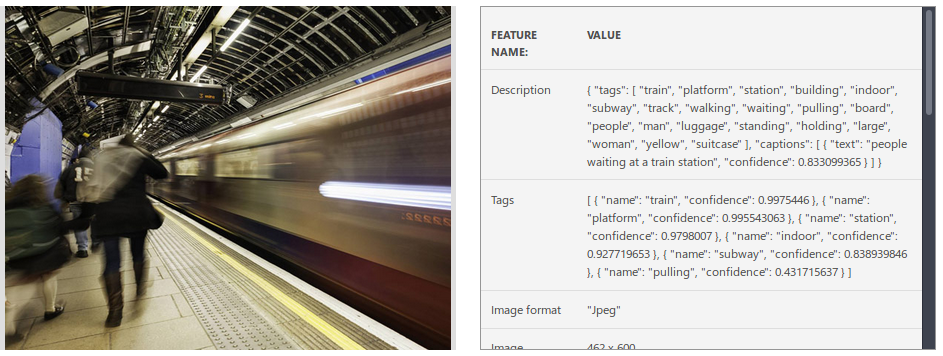 15
FEATURE NAME:
VALUE
Description
{ "tags": [ "train", "platform", "station", "building", "indoor",
"subway", "track", "walking", "waiting", "pulling", "board",
"people", "man", "luggage", "standing", "holding", "large",
"woman", "yellow", "suitcase" ], "captions": [ { "text": "people
waiting at a train station", "confidence": 0.833099365 } ] }
Tags
[ { "name": "train", "confidence": 0.9975446 }, { "name":
"platform", "confidence": 0.995543063 }, { "name": "station",
"confidence": 0.9798007 }, { "name": "indoor", "confidence":
0.927719653 }, { "name": "subway", "confidence": 0.838939846
}, { "name": "pulling", "confidence": 0.431715637 } ]
Image format
"Jpeg"
Image
462 x 600